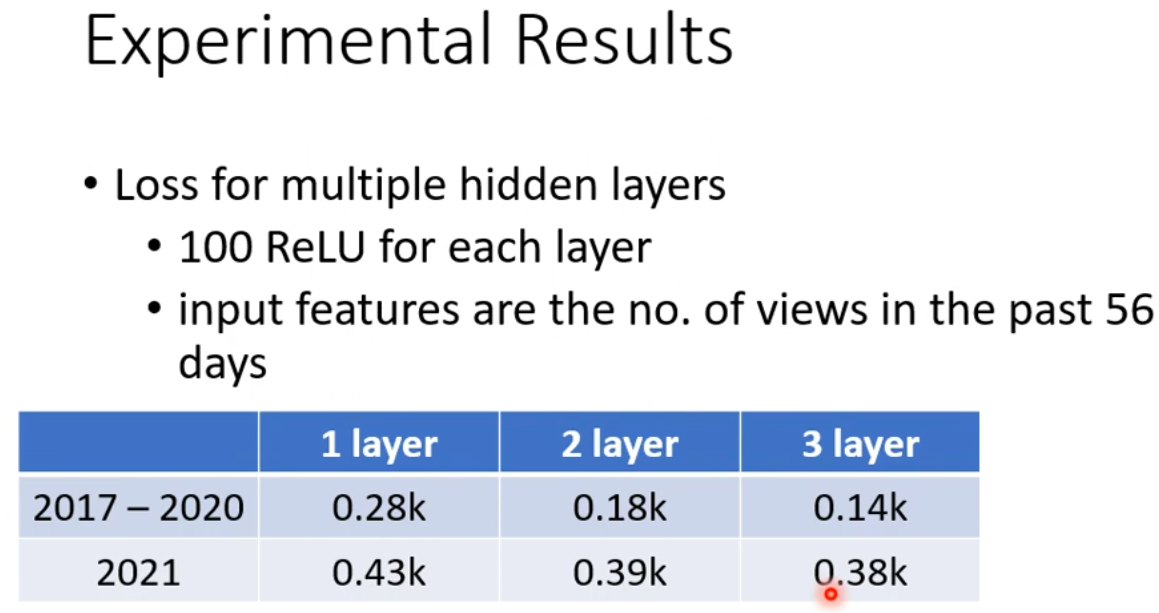 Experimental Results
• Loss for multiple hidden layers
• 100 ReLU for each layer
• input features are the no. of views in the past 56
days
1 layer 2 layer 3 layer
2017 – 2020 0.28k 0.18k 0.14k
2021 0.43k 0.39k 0.38k